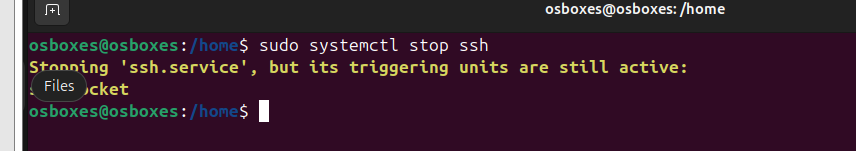 osboxes@osboxes: /home
osboxes@osboxes:/home$ sudo systemctl stop ssh
Stopping 'ssh.service', but its triggering units are still active:
Files
osboxes@osboxes:/home$